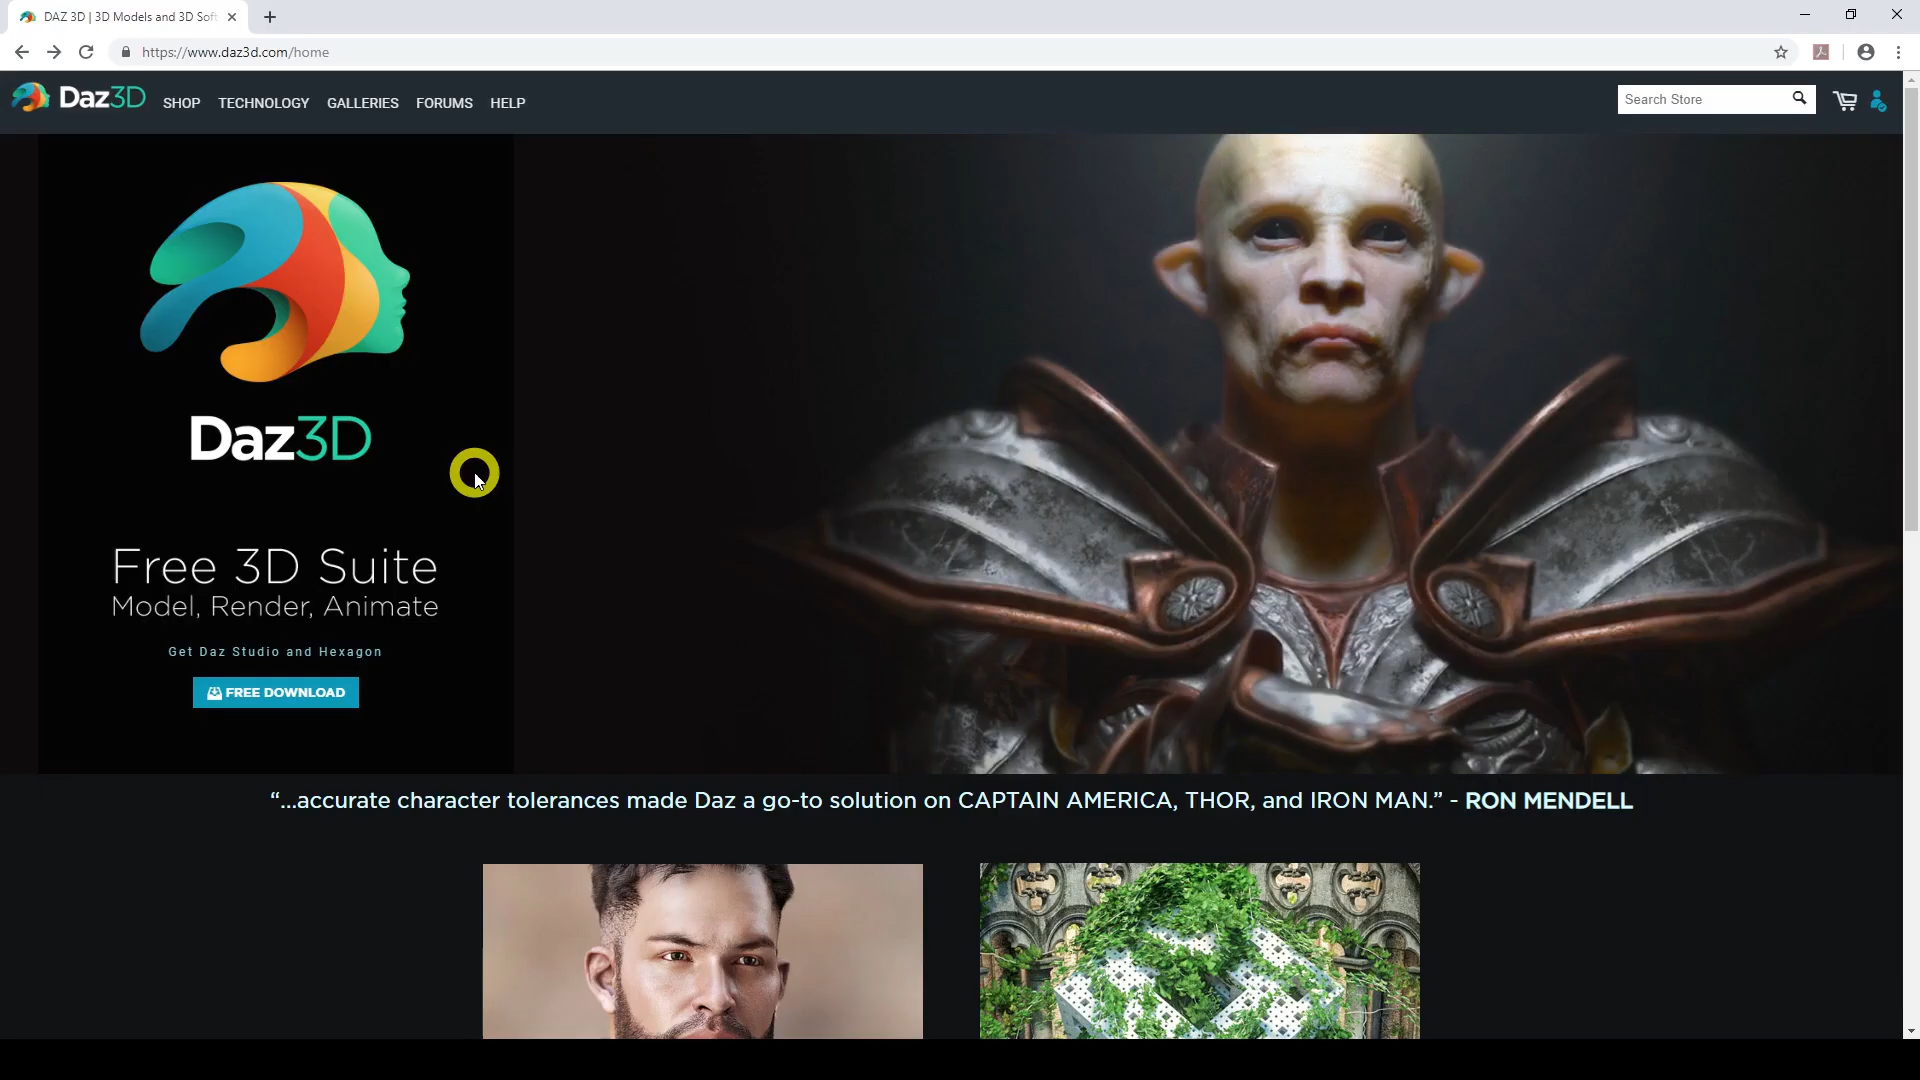 DAZ 3D | 3D Models and 3D Soft
https://www.daz3d.com/home
Daz3D
SHOP
TECHNOLOGY
GALLERIES
FORUMS
HELP
Search Store
Daz3D
Free 3D Suite
Model, Render, Animate
Get Daz Studio and Hexagon
FREE DOWNLOAD
“...accurate character tolerances made Daz a go-to solution on CAPTAIN AMERICA, THOR, and IRON MAN.” - RON MENDELL